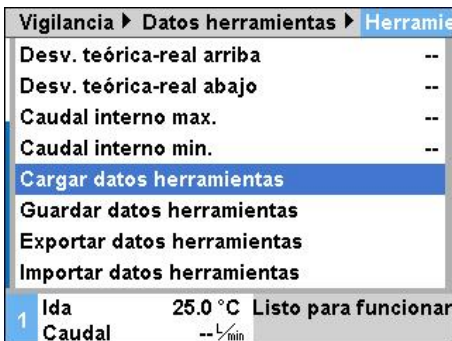 Vigilancia ▶ Datos herramientas ▶ Herramie
Desv. teórica-real arriba --
Desv. teórica-real abajo --
Caudal interno max. --
Caudal interno min. --
Cargar datos herramientas
Guardar datos herramientas
Exportar datos herramientas
Importar datos herramientas
1 Ida 25.0 °C Listo para funcionar
Caudal -- L/min